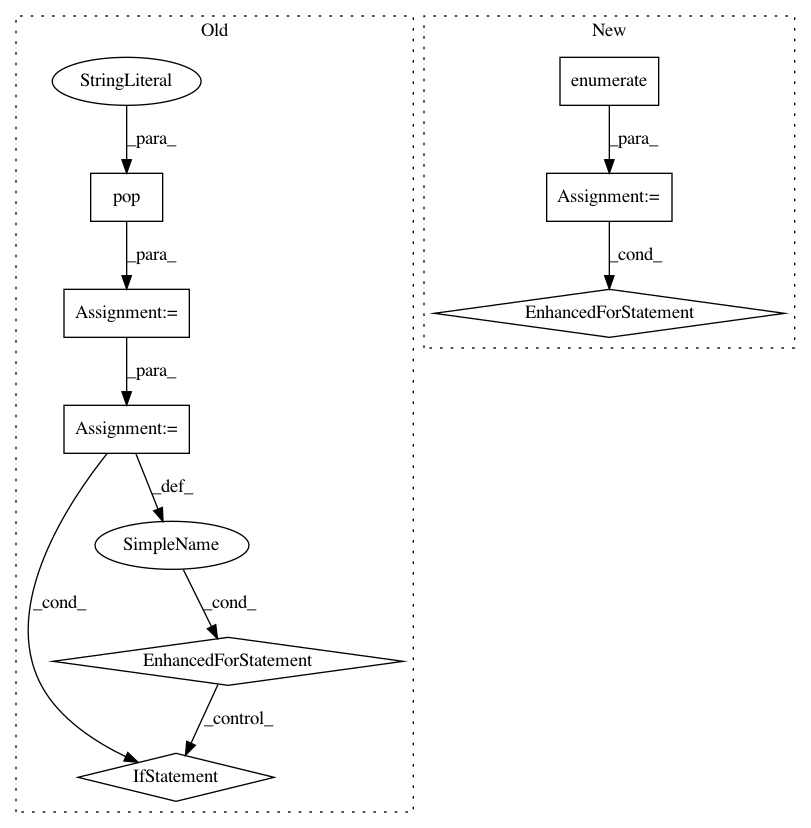 Old
New
StringLiteral
enumerate
_para_
_para_
pop
Assignment:=
_para_
_cond_
Assignment:=
EnhancedForStatement
_para_
Assignment:=
_def_
SimpleName
_cond_
_cond_
EnhancedForStatement
_control_
IfStatement